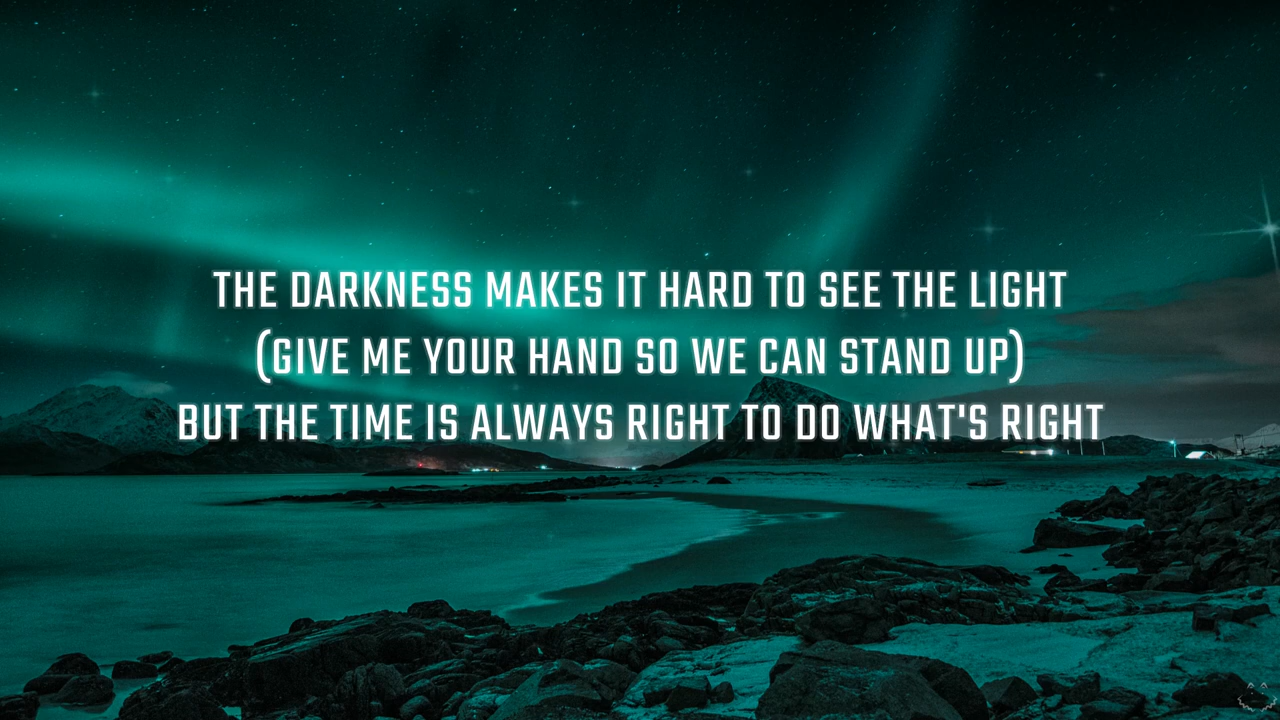 THE DARKNESS MAKES IT HARD TO SEE THE LIGHT
(GIVE ME YOUR HAND SO WE CAN STAND UP)
BUT THE TIME IS ALWAYS RIGHT TO DO WHAT'S RIGHT